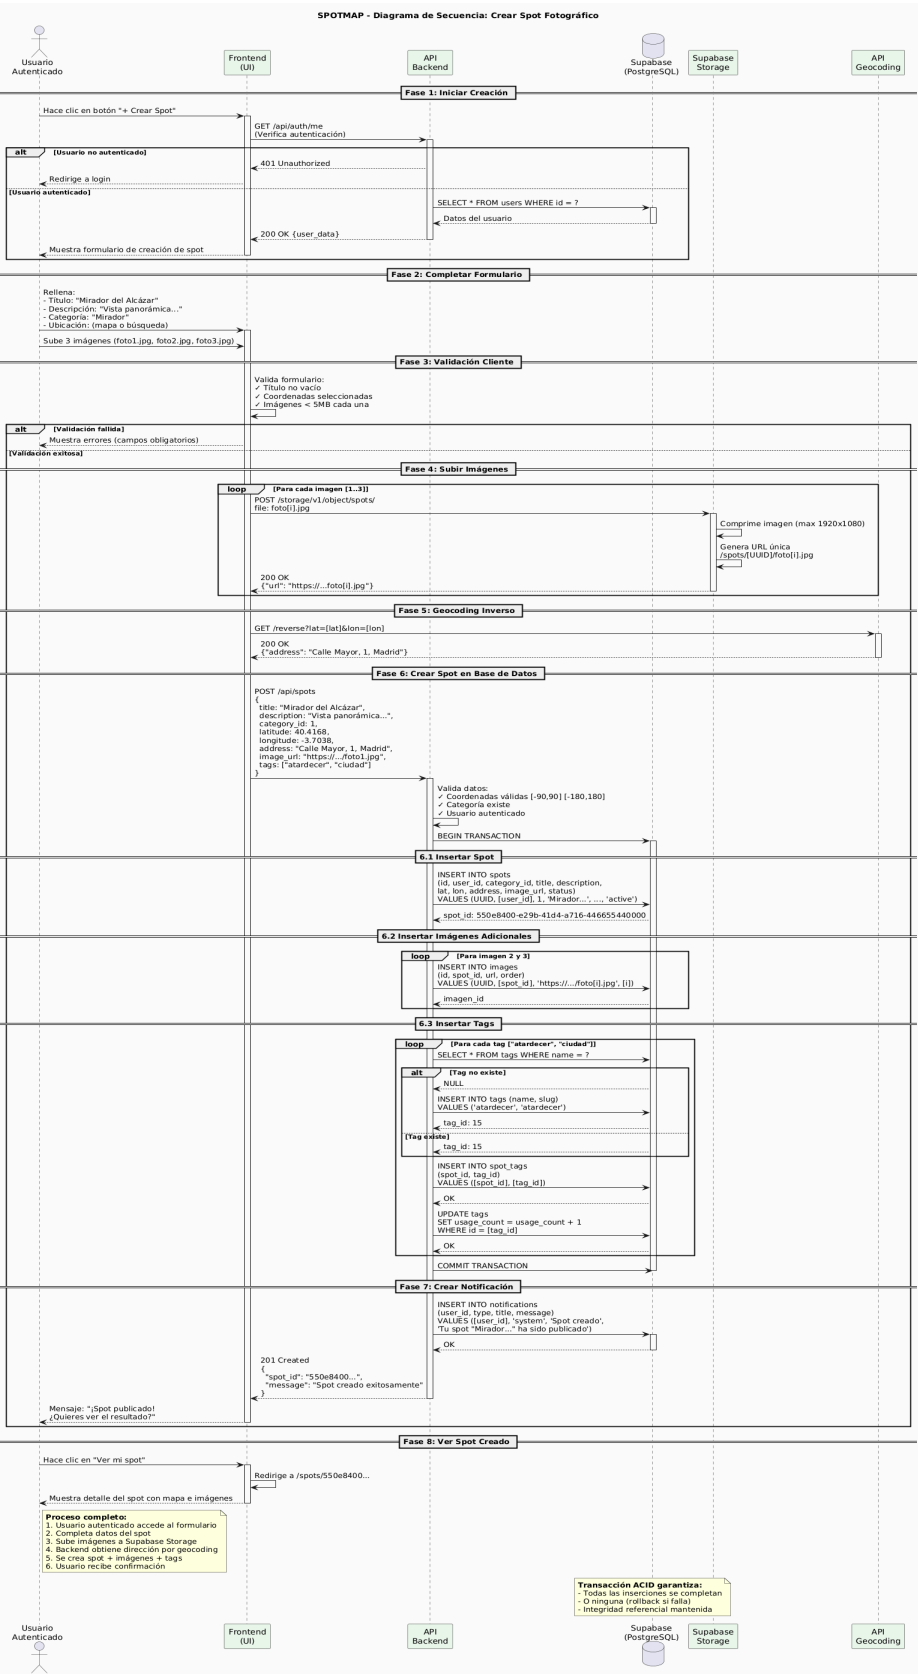 SPOTMAP - Diagrama de Secuencia: Crear Spot Fotográfico
Usuario
Autenticado
Frontend
(UI)
API
Backend
Supabase
(PostgreSQL)
Supabase
Storage
API
Geocoding
Fase 1: Iniciar Creación
Hace clic en botón "+ Crear Spot"
GET /api/auth/me
(Verifica autenticación)
alt
[Usuario no autenticado]
401 Unauthorized
Redirige a login
[Usuario autenticado]
SELECT * FROM users WHERE id = ?
Datos del usuario
200 OK {user_data}
Muestra formulario de creación de spot
Fase 2: Completar Formulario
Rellena:
- Título: "Mirador del Alcázar"
- Descripción: "Vista panorámica..."
- Categoría: "Mirador"
- Ubicación: (mapa o búsqueda)
Sube 3 imágenes (foto1.jpg, foto2.jpg, foto3.jpg)
Fase 3: Validación Cliente
Valida formulario:
✓ Título no vacío
✓ Coordenadas seleccionadas
✓ Imágenes < 5MB cada una
alt
[Validación fallida]
Muestra errores (campos obligatorios)
[Validación exitosa]
Fase 4: Subir Imágenes
loop
[Para cada imagen [1..3]]
POST /storage/v1/object/spots/
file: foto[i].jpg
Comprime imagen (max 1920x1080)
Genera URL única
/spots/[UUID]/foto[i].jpg
200 OK
{"url": "https://...foto[i].jpg"}
Fase 5: Geocoding Inverso
GET /reverse?lat=[lat]&lon=[lon]
200 OK
{"address": "Calle Mayor, 1, Madrid"}
Fase 6: Crear Spot en Base de Datos
POST /api/spots
{
title: "Mirador del Alcázar",
description: "Vista panorámica...",
category_id: 1,
latitude: 40.4168,
longitude: -3.7038,
address: "Calle Mayor, 1, Madrid",
image_url: "https://.../foto1.jpg",
tags: ["atardecer", "ciudad"]
}
Valida datos:
✓ Coordenadas válidas [-90,90] [-180,180]
✓ Categoría existe
✓ Usuario autenticado
BEGIN TRANSACTION
6.1 Insertar Spot
INSERT INTO spots
(id, user_id, category_id, title, description,
lat, lon, address, image_url, status)
VALUES (UUID, [user_id], 1, 'Mirador...', ..., 'active')
spot_id: 550e8400-e29b-41d4-a716-446655440000
6.2 Insertar Imágenes Adicionales
loop
[Para imagen 2 y 3]
INSERT INTO images
(id, spot_id, url, order)
VALUES (UUID, [spot_id], 'https://.../foto[i].jpg', [i])
imagen_id
6.3 Insertar Tags
loop
[Para cada tag ["atardecer", "ciudad"]]
SELECT * FROM tags WHERE name = ?
alt
[Tag no existe]
NULL
INSERT INTO tags (name, slug)
VALUES ('atardecer', 'atardecer')
tag_id: 15
[Tag existe]
tag_id: 15
INSERT INTO spot_tags
(spot_id, tag_id)
VALUES ([spot_id], [tag_id])
OK
UPDATE tags
SET usage_count = usage_count + 1
WHERE id = [tag_id]
OK
COMMIT TRANSACTION
Fase 7: Crear Notificación
INSERT INTO notifications
(user_id, type, title, message)
VALUES ([user_id], 'system', 'Spot creado',
'Tu spot "Mirador..." ha sido publicado')
OK
201 Created
{
"spot_id": "550e8400...",
"message": "Spot creado exitosamente"
}
Mensaje: "¡Spot publicado!
¿Quieres ver el resultado?"
Fase 8: Ver Spot Creado
Hace clic en "Ver mi spot"
Redirige a /spots/550e8400...
Muestra detalle del spot con mapa e imágenes
Proceso completo:
1. Usuario autenticado accede al formulario
2. Completa datos del spot
3. Sube imágenes a Supabase Storage
4. Backend obtiene dirección por geocoding
5. Se crea spot + imágenes + tags
6. Usuario recibe confirmación
Transacción ACID garantiza:
- Todas las inserciones se completan
- O ninguna (rollback si falla)
- Integridad referencial mantenida
Usuario
Autenticado
Frontend
(UI)
API
Backend
Supabase
(PostgreSQL)
Supabase
Storage
API
Geocoding